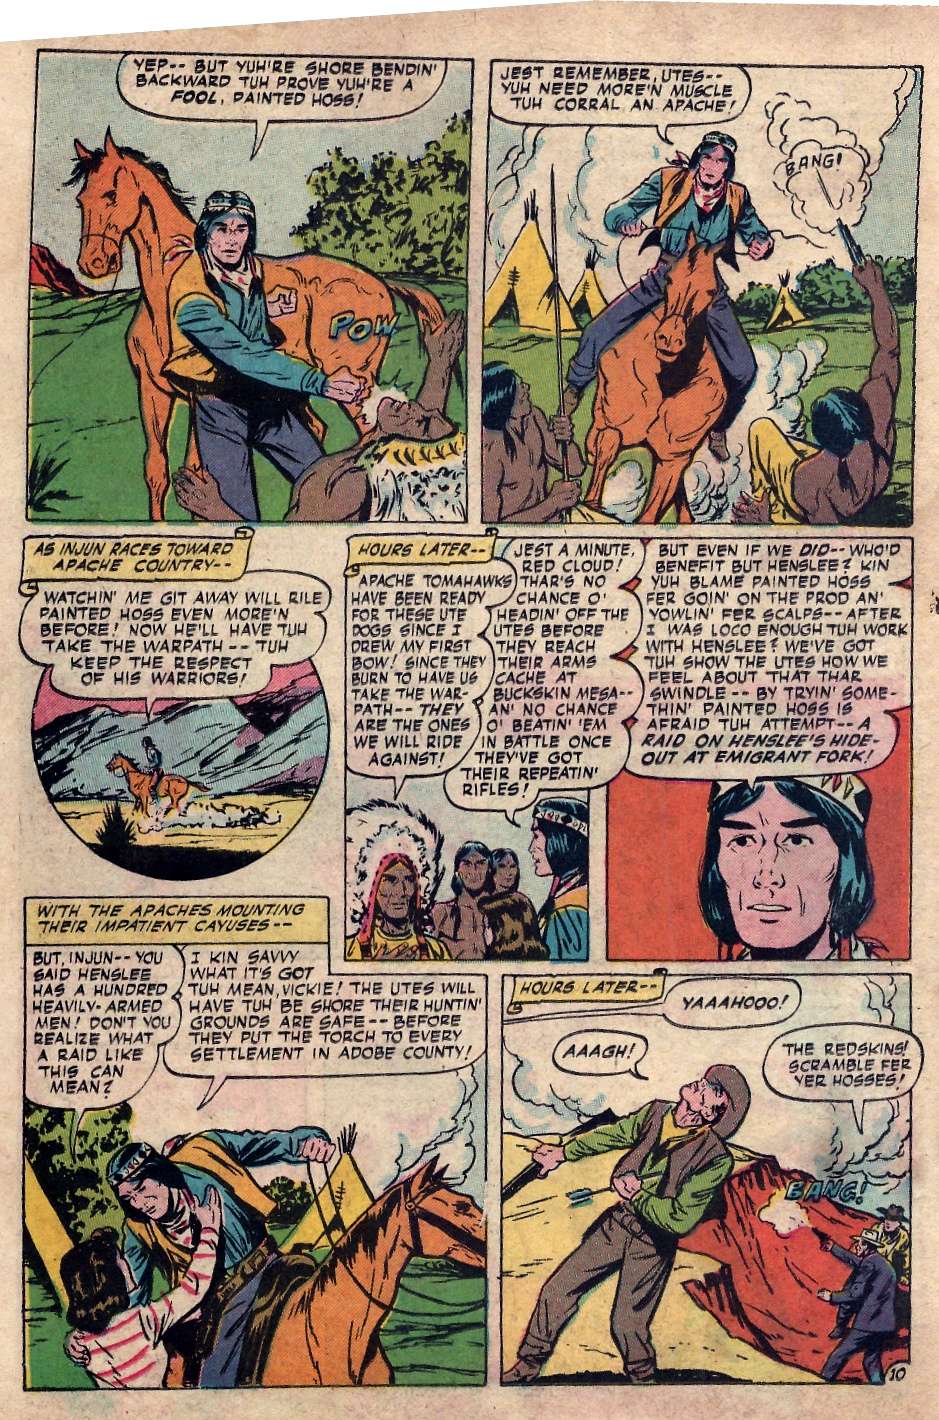 YEP-- BUT YUH'RE SHORE BENDIN'
BACKWARD TUH PROVE YUH'RE A
FOOL, PAINTED HOSS!
POW
JEST REMEMBER, UTES--
YUH NEED MORE'N MUSCLE
TUH CORRAL AN APACHE!
BANG!
AS INJUN RACES TOWARD
APACHE COUNTRY--
WATCHIN' ME GIT AWAY WILL RILE
PAINTED HOSS EVEN MORE'N
BEFORE! NOW HE'LL HAVE TUH
TAKE THE WARPATH -- TUH
KEEP THE RESPECT
OF HIS WARRIORS!
HOURS LATER--
APACHE TOMAHAWKS
HAVE BEEN READY
FOR THESE UTE
DOGS SINCE I
DREW MY FIRST
BOW! SINCE THEY
BURN TO HAVE US
TAKE THE WAR-
PATH-- THEY
ARE THE ONES
WE WILL RIDE
AGAINST!
JEST A MINUTE,
RED CLOUD!
THAR'S NO
CHANCE O'
HEADIN' OFF THE
UTES BEFORE
THEY REACH
THEIR ARMS
CACHE AT
BUCKSKIN MESA--
AN' NO CHANCE
O' BEATIN' 'EM
IN BATTLE ONCE
THEY'VE GOT
THEIR REPEATIN'
RIFLES!
BUT EVEN IF WE DID-- WHO'D
BENEFIT BUT HENSLEE? KIN
YUH BLAME PAINTED HOSS
FER GOIN' ON THE PROD AN'
YOWLIN' FER SCALPS-- AFTER
I WAS LOCO ENOUGH TUH WORK
WITH HENSLEE? WE'VE GOT
TUH SHOW THE UTES HOW WE
FEEL ABOUT THAT THAR
SWINDLE -- BY TRYIN' SOME-
THIN' PAINTED HOSS IS
AFRAID TUH ATTEMPT-- A
RAID ON HENSLEE'S HIDE-
OUT AT EMIGRANT FORK!
WITH THE APACHES MOUNTING
THEIR IMPATIENT CAYUSES--
BUT, INJUN-- YOU
SAID HENSLEE
HAS A HUNDRED
HEAVILY-ARMED
MEN! DON'T YOU
REALIZE WHAT
A RAID LIKE
THIS CAN
MEAN?
I KIN SAVVY
WHAT IT'S GOT
TUH MEAN, VICKIE! THE UTES WILL
HAVE TUH BE SHORE THEIR HUNTIN'
GROUNDS ARE SAFE-- BEFORE
THEY PUT THE TORCH TO EVERY
SETTLEMENT IN ADOBE COUNTY!
HOURS LATER--
YAAAHOOO!
AAAGH!
THE REDSKINS!
SCRAMBLE FER
YER HOSSES!
BANG!
10